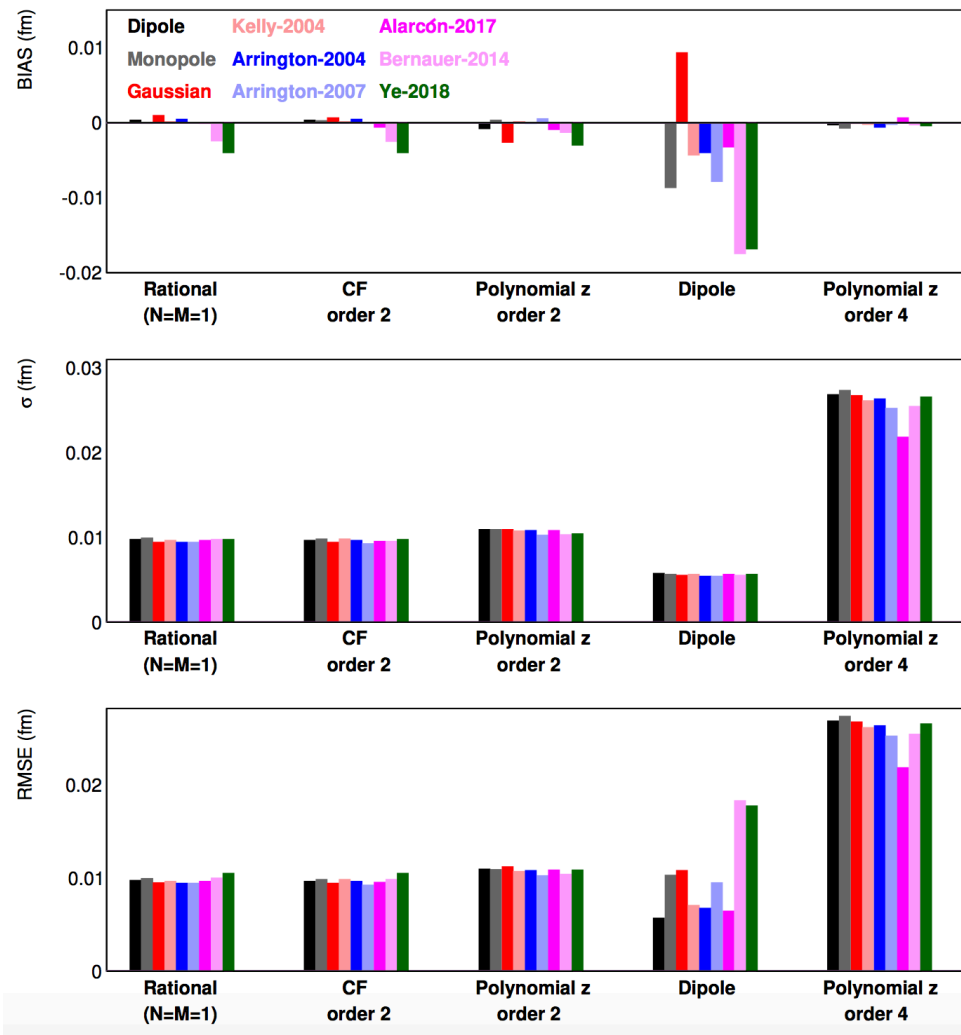 BIAS (fm)
0.01
0
-0.01
-0.02
Dipole Kelly-2004 Alarcón-2017
Monopole Arrington-2004 Bernauer-2014
Gaussian Arrington-2007 Ye-2018
Rational CF Polynomial z Dipole Polynomial z
(N=M=1) order 2 order 2 order 4
σ (fm)
0.03
0.02
0.01
0
Rational CF Polynomial z Dipole Polynomial z
(N=M=1) order 2 order 2 order 4
RMSE (fm)
0.02
0.01
0
Rational CF Polynomial z Dipole Polynomial z
(N=M=1) order 2 order 2 order 4